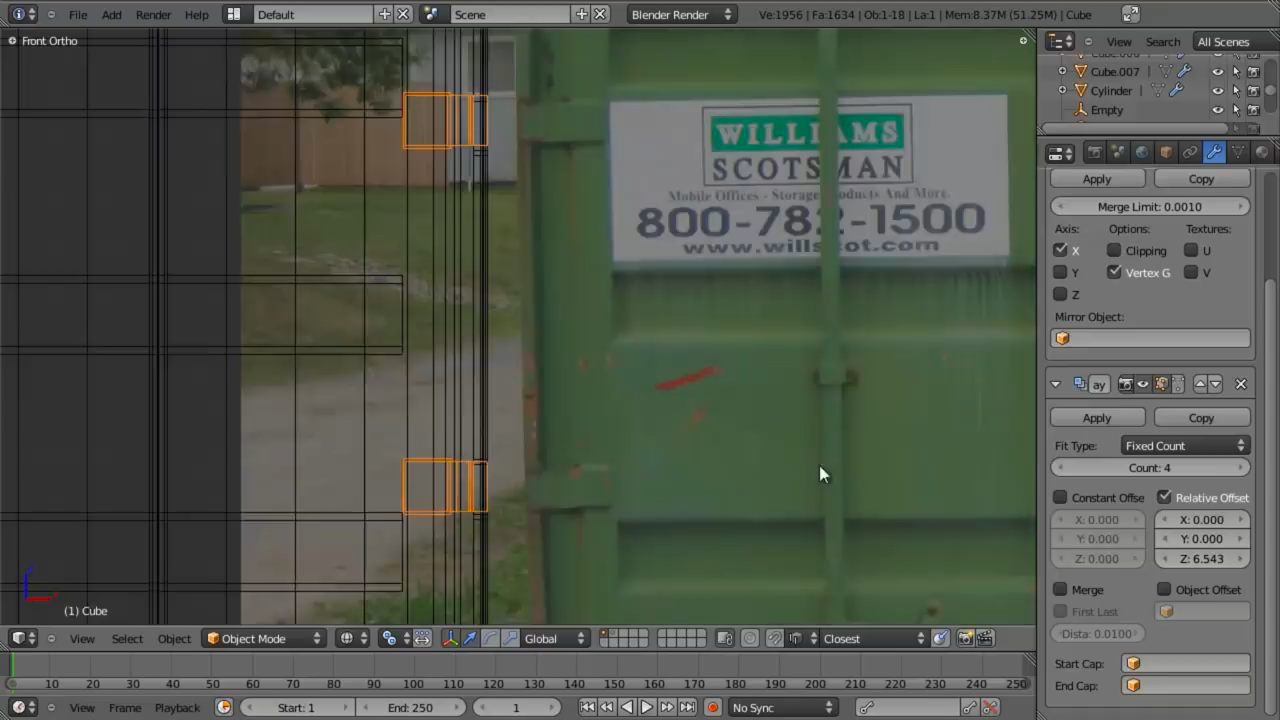 File Add Render Help Default Scene Blender Render Ve:1956 | Fa:1634 | Ob:1-18 | La:1 | Mem:8.37M (51.25M) | Cube
View Search All Scenes
Front Ortho
Cube.007
Cylinder
Empty
WILLIAMS
SCOTSMAN
Mobile Offices - Storage Products And More.
800-782-1500
www.willscot.com
Apply Copy
Merge Limit: 0.0010
Axis: Options: Textures:
X Clipping U
Y Vertex G V
Z
Mirror Object:
ay
Apply Copy
Fit Type: Fixed Count
Count: 4
Constant Offse Relative Offset
X: 0.000 X: 0.000
Y: 0.000 Y: 0.000
Z: 0.000 Z: 6.543
Merge Object Offset
First Last
Dista: 0.0100
Start Cap:
End Cap:
(1) Cube
View Select Object Object Mode Global Closest
10 20 30 40 50 60 70 80 90 100 110 120 130 140 150 160 170 180 190 200 210 220 230 240 250
View Frame Playback Start: 1 End: 250 1 No Sync